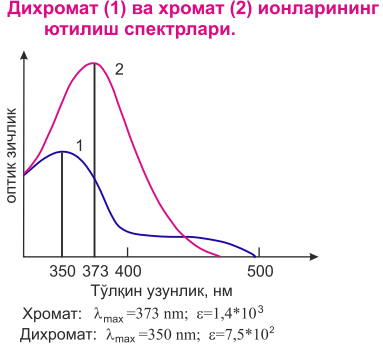 Дихромат (1) ва хромат (2) ионларининг
ютилиш спектрлари.
2
1
оптик зичлик
350 373 400 500
Тўлқин узунлик, нм
Хромат: λmax =373 nm; ε=1,4*10³
Дихромат: λmax =350 nm; ε=7,5*10²